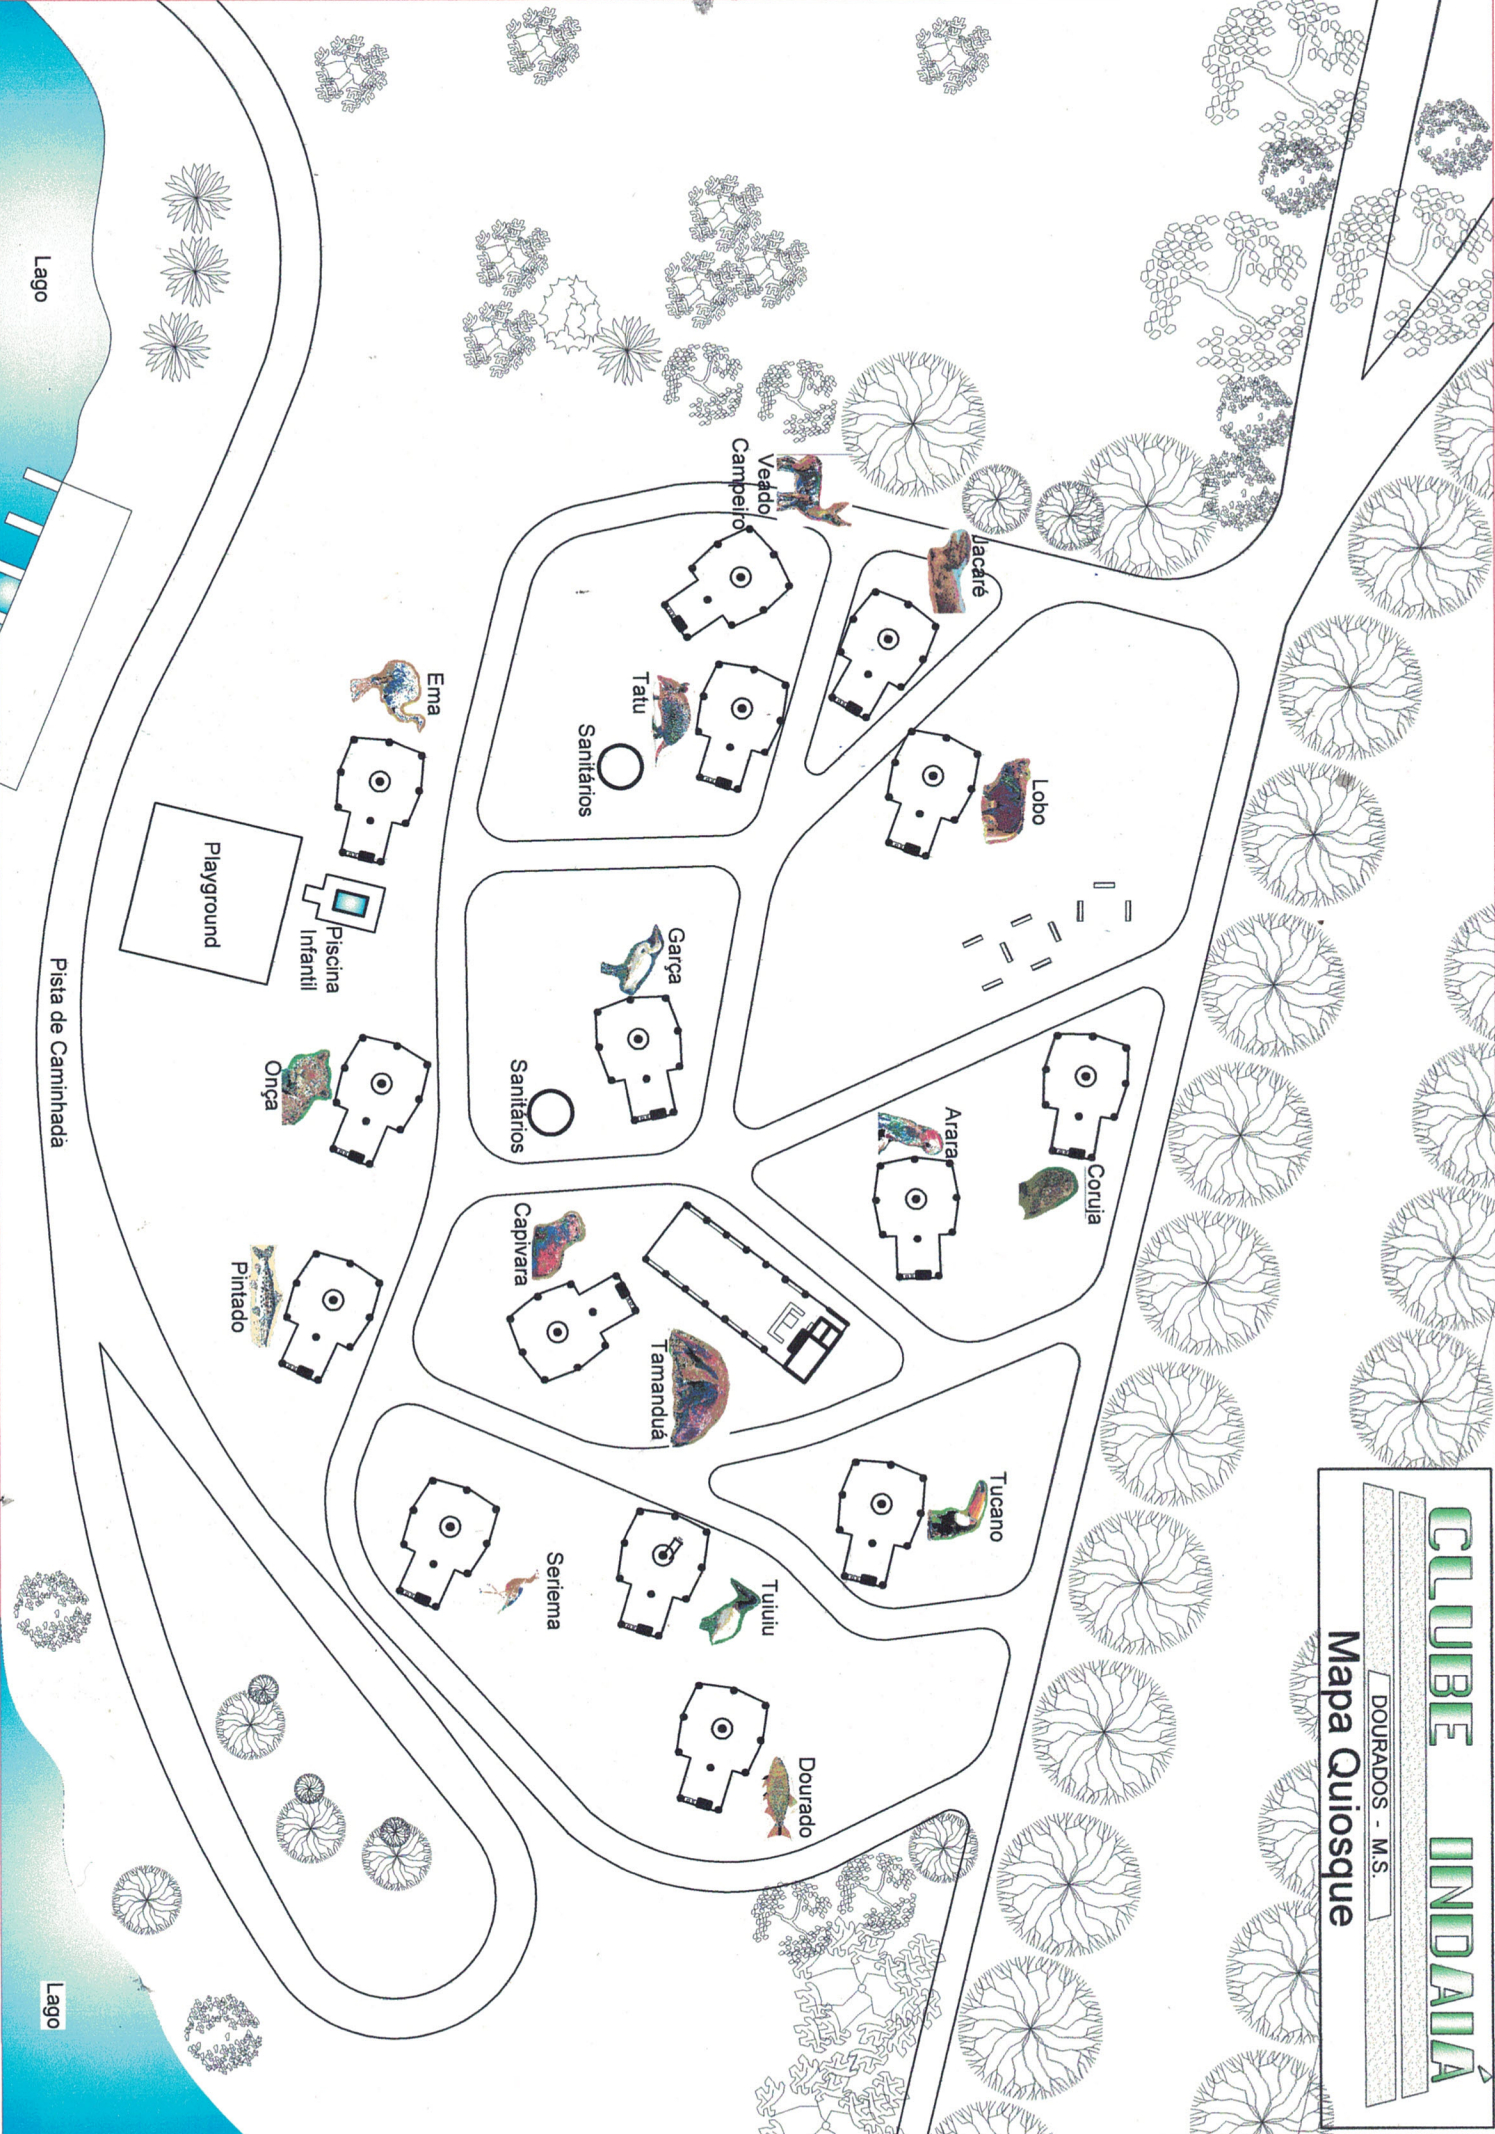 CLUBE INDAIÁ
DOURADOS - M.S.
Mapa Quiosque
Jacaré
Veado
Campeiro
Lobo
Tatu
Sanitários
Ema
Playground
Piscina
Infantil
Garça
Sanitários
Onça
Arara
Coruja
Capivara
Tamanduá
Pintado
Tucano
Tuiuiu
Seriema
Dourado
Pista de Caminhada
Lago
Lago